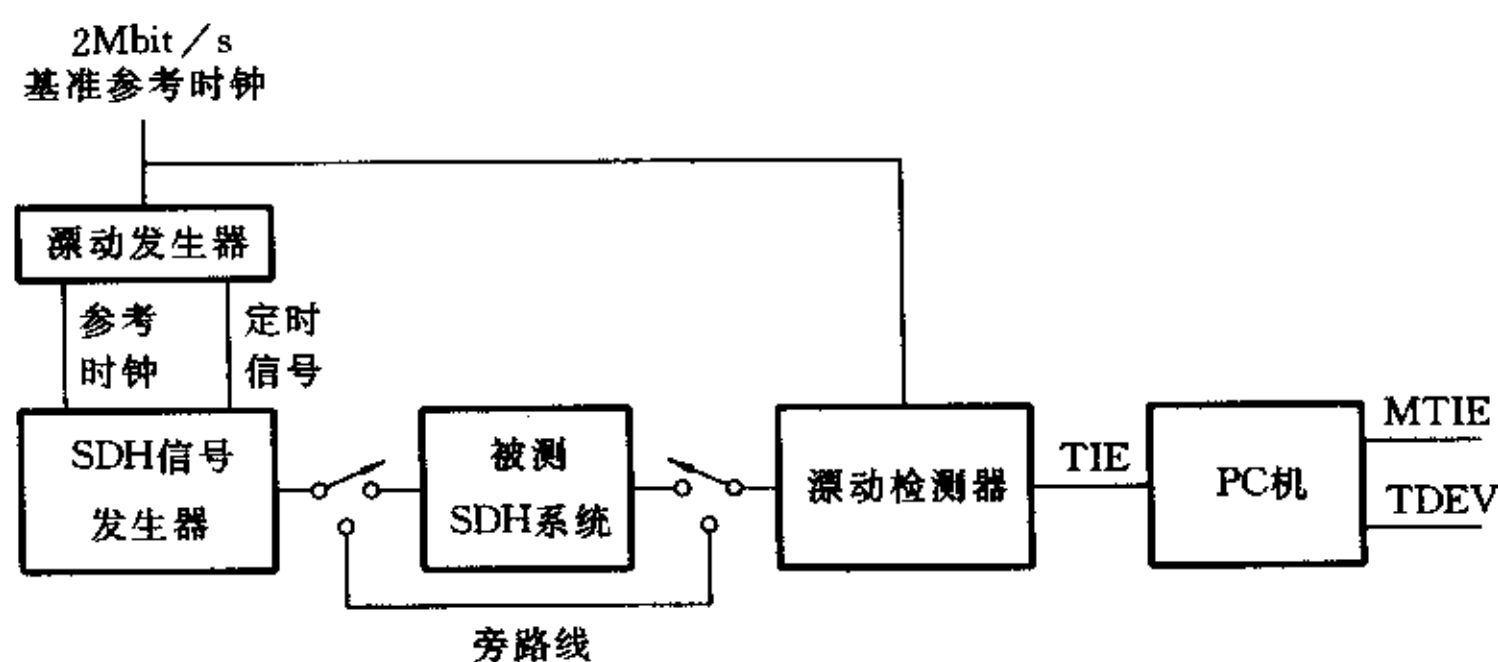 2Mbit／s
基准参考时钟
漂动发生器
参考
时钟
定时
信号
SDH信号
发生器
被测
SDH系统
漂动检测器
TIE
PC机
MTIE
TDEV
旁路线